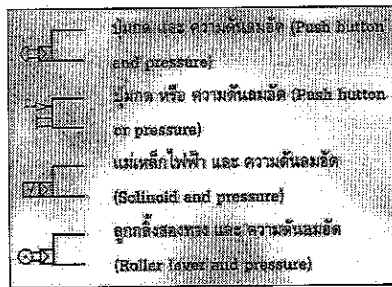 ปุ่มกด และ ความดันลมอัด (Push button
and pressure)
ปุ่มกด หรือ ความดันลมอัด (Push button
or pressure)
แม่เหล็กไฟฟ้า และ ความดันลมอัด
(Solinoid and pressure)
ลูกกลิ้งสองทาง และ ความดันลมอัด
(Roller lever and pressure)